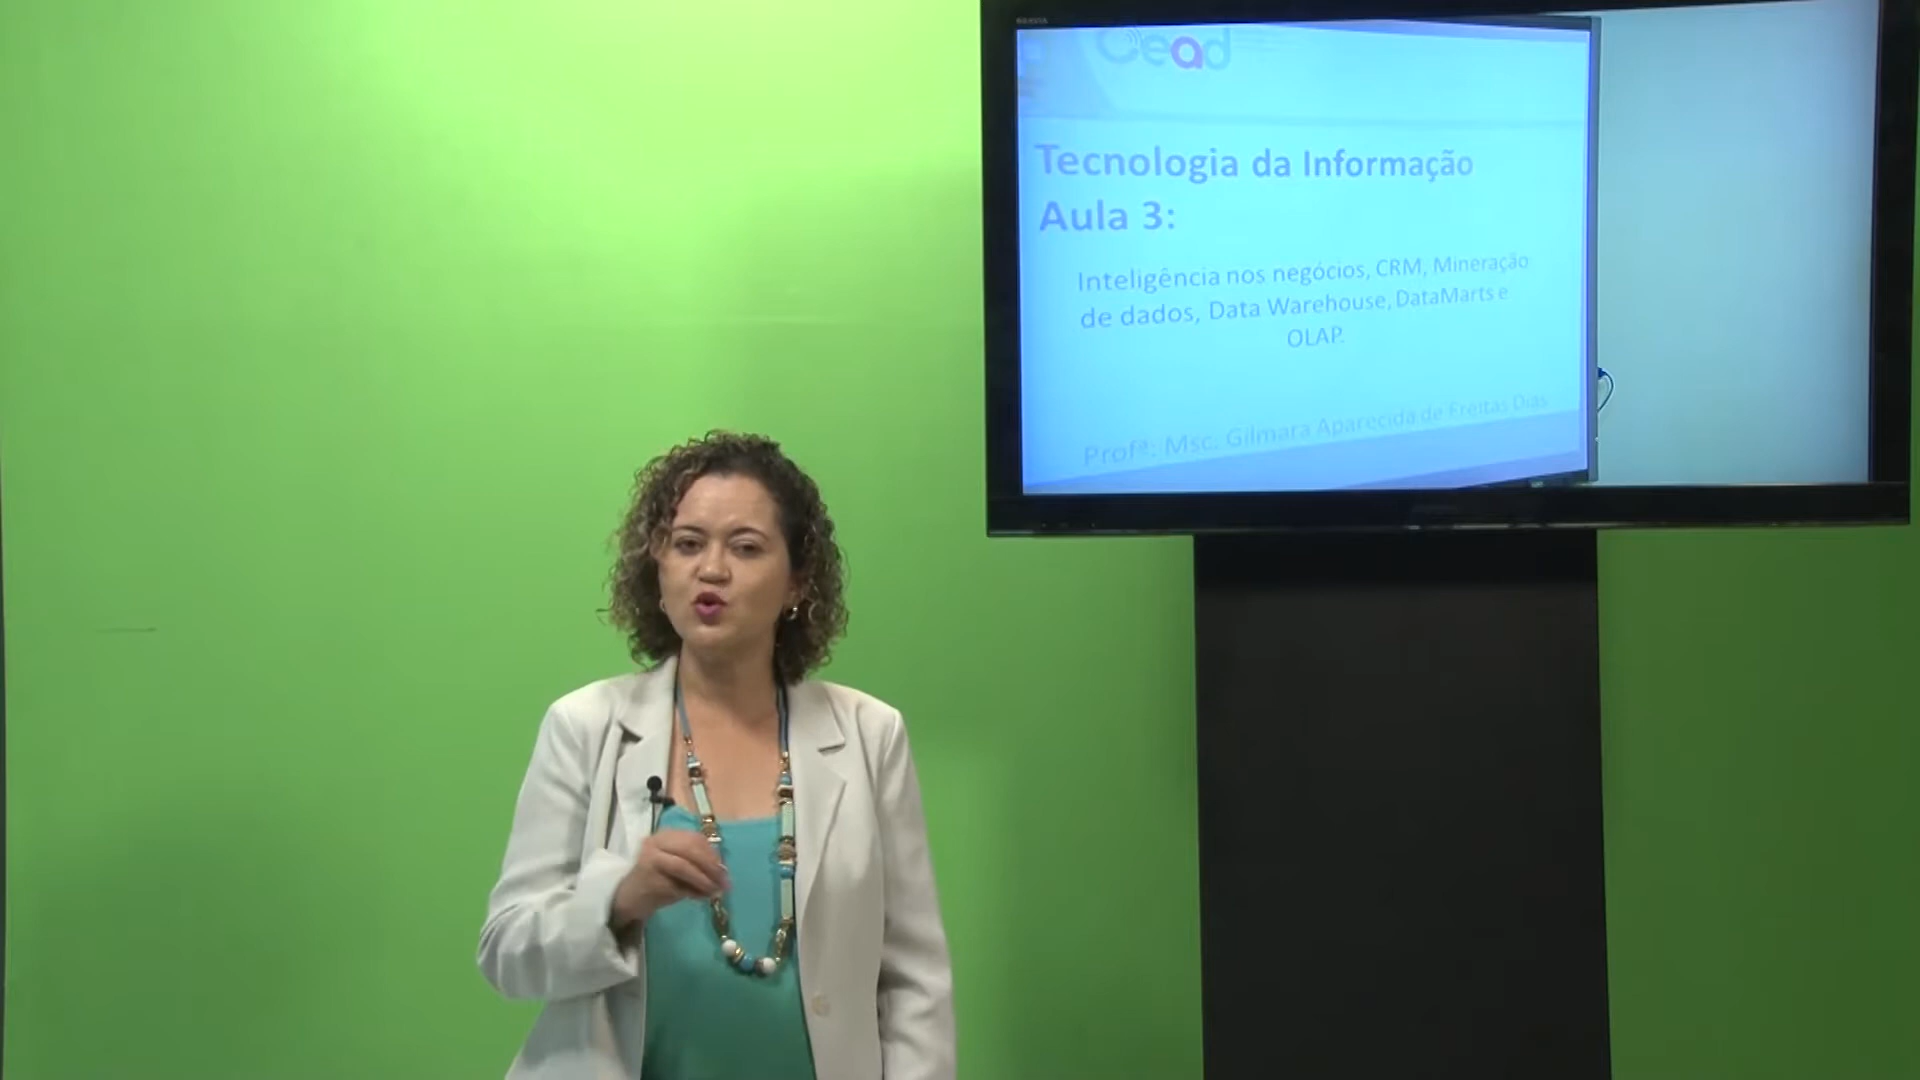 Cead
Tecnologia da Informação
Aula 3:
Inteligência nos negócios, CRM, Mineração
de dados, Data Warehouse, DataMarts e
OLAP.
Profª: Msc. Gilmara Aparecida de Freitas Dias